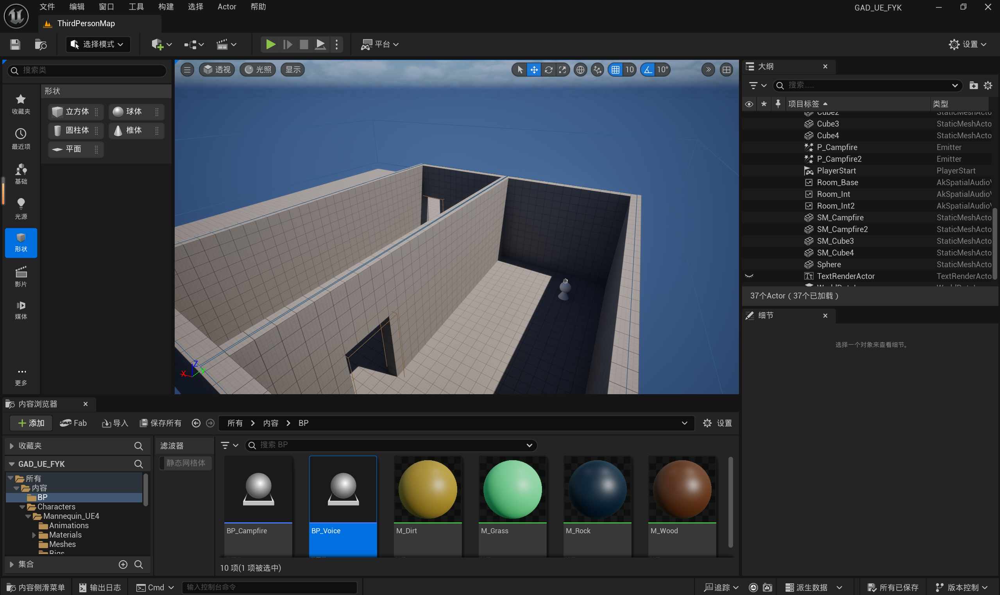 文件 编辑 窗口 工具 构建 选择 Actor 帮助 GAD_UE_FYK
ThirdPersonMap
选择模式 平台 设置
搜索类
形状
立方体 球体
圆柱体 椎体
平面
收藏夹
最近项
基础
光源
形状
影片
媒体
更多
透视 光照 显示 10 10°
X Y Z
大纲
搜索......
项目标签 类型
Cube2 StaticMeshActo
Cube3 StaticMeshActo
Cube4 StaticMeshActo
P_Campfire Emitter
P_Campfire2 Emitter
PlayerStart PlayerStart
Room_Base AkSpatialAudioV
Room_Int AkSpatialAudioV
Room_Int2 AkSpatialAudioV
SM_Campfire StaticMeshActo
SM_Campfire2 StaticMeshActo
SM_Cube3 StaticMeshActo
SM_Cube4 StaticMeshActo
Sphere StaticMeshActo
TextRenderActor TextRenderActo
37个Actor（37个已加载）
细节
选择一个对象来查看细节。
内容浏览器
添加 Fab 导入 保存所有 所有 内容 BP 设置
收藏夹
GAD_UE_FYK
所有
内容
BP
Characters
Mannequin_UE4
Animations
Materials
Meshes
Rigs
集合
滤波器
静态网格体
搜索 BP
BP_Campfire BP_Voice M_Dirt M_Grass M_Rock M_Wood
10 项(1 项被选中)
内容侧滑菜单 输出日志 Cmd 输入控制台命令 追踪 派生数据 所有已保存 版本控制